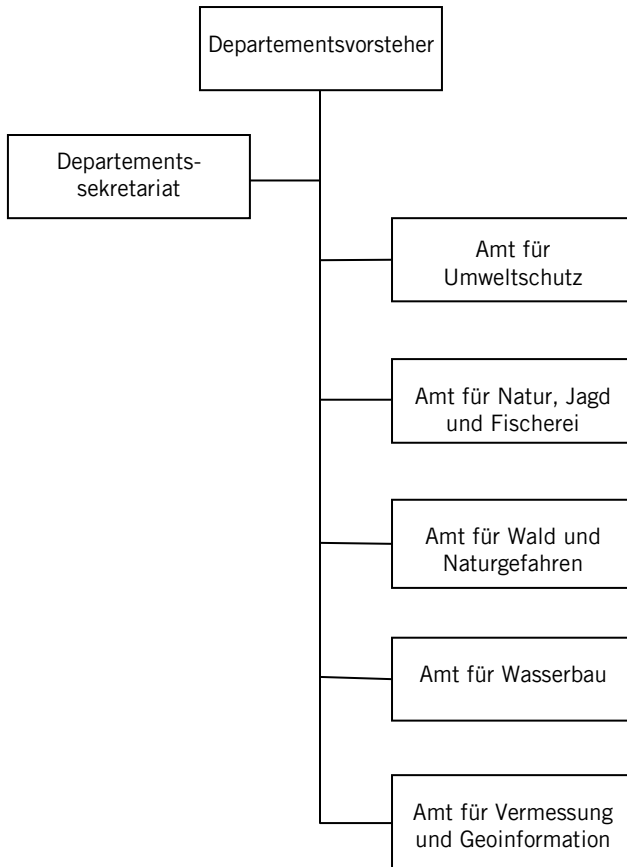 Departementsvorsteher
Departements-
sekretariat
Amt für
Umweltschutz
Amt für Natur, Jagd
und Fischerei
Amt für Wald und
Naturgefahren
Amt für Wasserbau
Amt für Vermessung
und Geoinformation